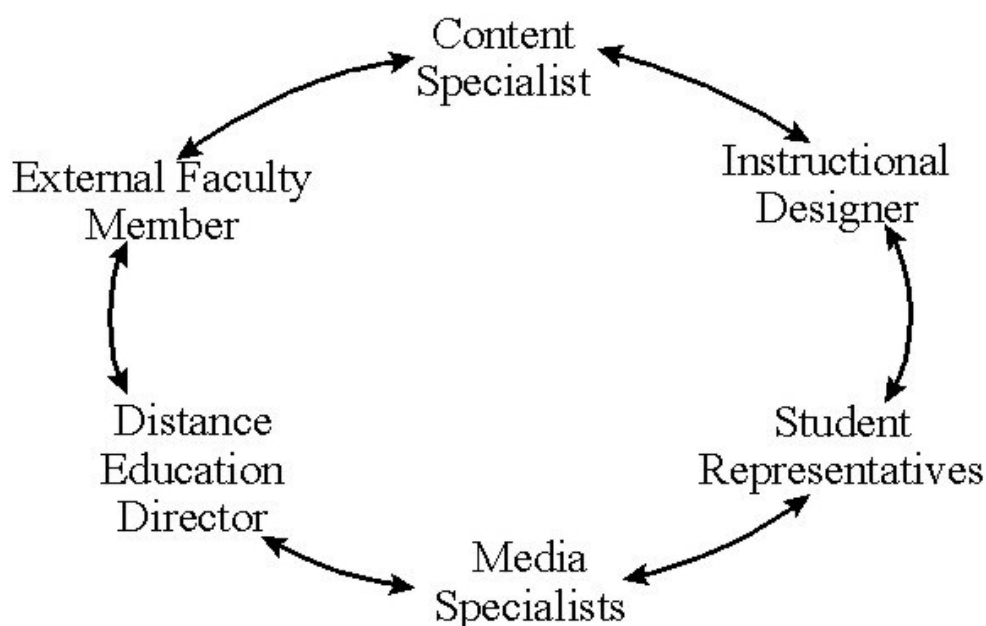 Content
Specialist
External Faculty
Member
Instructional
Designer
Distance
Education
Director
Student
Representatives
Media
Specialists